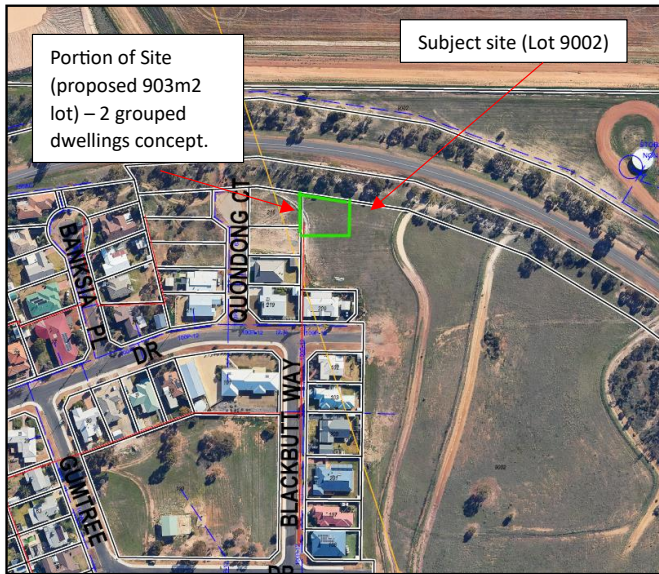 Portion of Site
(proposed 903m2
lot) – 2 grouped
dwellings concept.
Subject site (Lot 9002)
QUONDONG CT
BANKSIA PL
DR
BLACKBUTT WAY
GUMTREE
DR